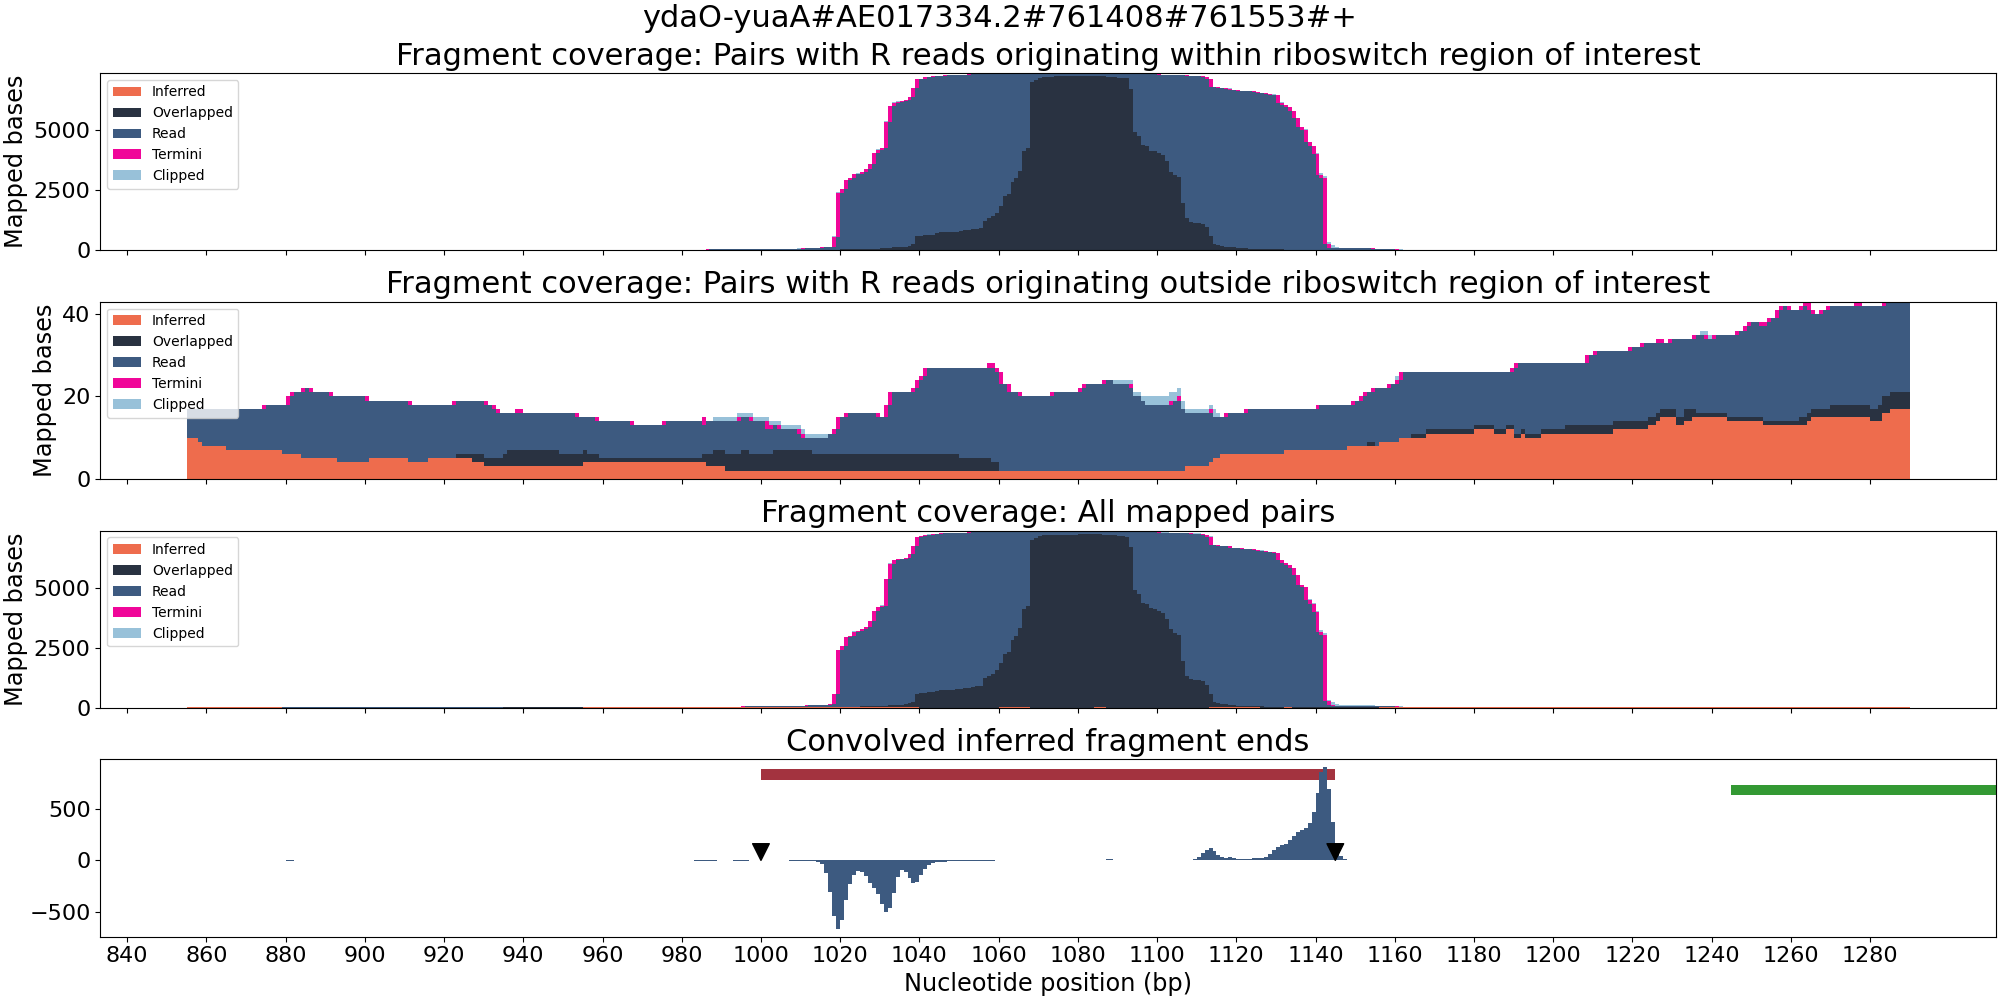 ydaO-yuaA#AE017334.2#761408#761553#+
Fragment coverage: Pairs with R reads originating within riboswitch region of interest
Mapped bases
5000
2500
0
Inferred
Overlapped
Read
Termini
Clipped
Fragment coverage: Pairs with R reads originating outside riboswitch region of interest
Mapped bases
40
20
0
Inferred
Overlapped
Read
Termini
Clipped
Fragment coverage: All mapped pairs
Mapped bases
5000
2500
0
Inferred
Overlapped
Read
Termini
Clipped
Convolved inferred fragment ends
500
0
−500
840 860 880 900 920 940 960 980 1000 1020 1040 1060 1080 1100 1120 1140 1160 1180 1200 1220 1240 1260 1280
Nucleotide position (bp)